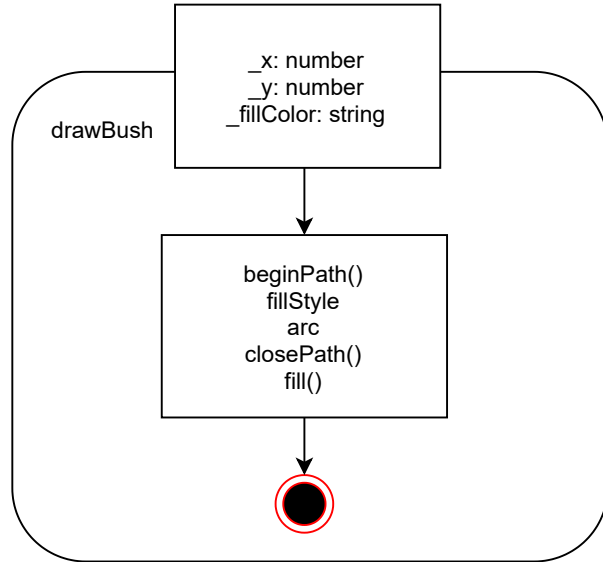 _x: number
_y: number
_fillColor: string
drawBush
beginPath()
fillStyle
arc
closePath()
fill()